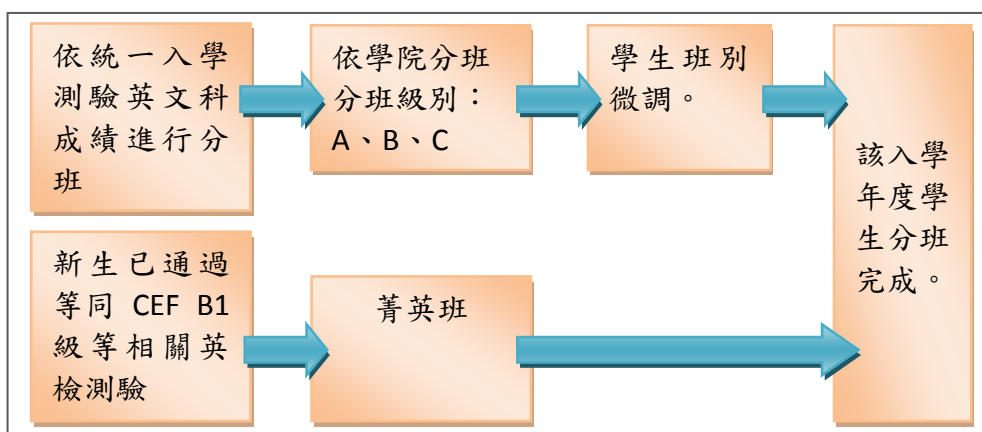 依統一入學
測驗英文科
成績進行分
班
依學院分班
分班級別：
A、B、C
學生班別
微調。
該入學
年度學
生分班
完成。
新生已通過
等同 CEF B1
級等相關英
檢測驗
菁英班